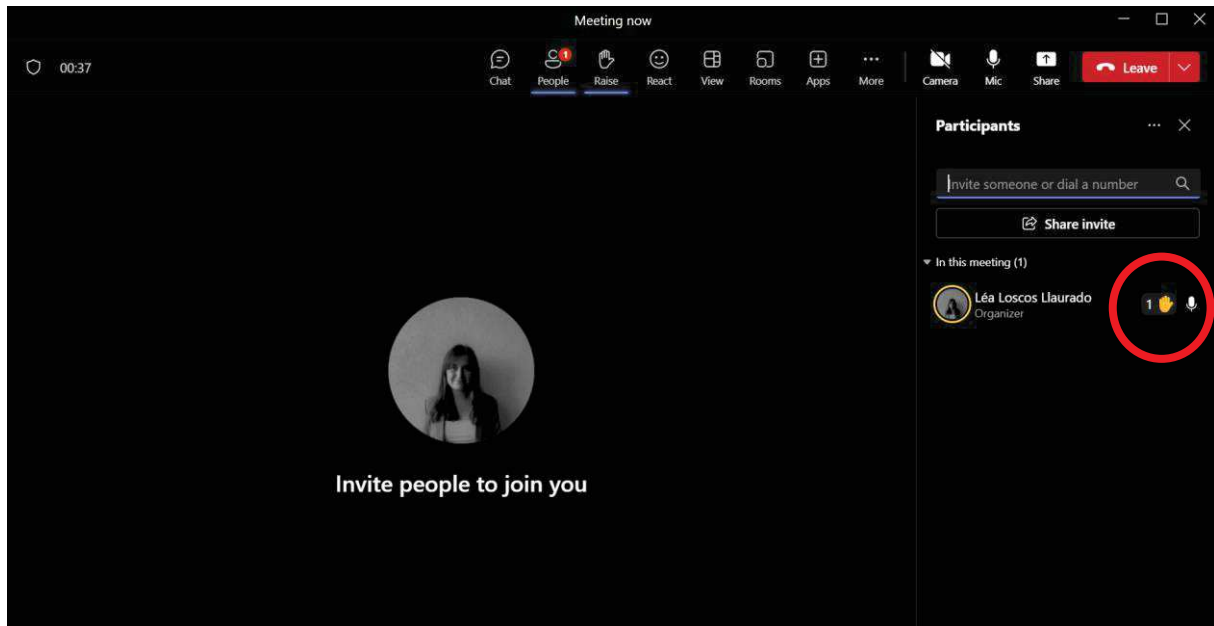 Meeting now
00:37
Chat People 1 Raise React View Rooms Apps More Camera Mic Share Leave
Participants
Invite someone or dial a number
Share invite
In this meeting (1)
Léa Loscos Llaurado
Organizer
1
Invite people to join you